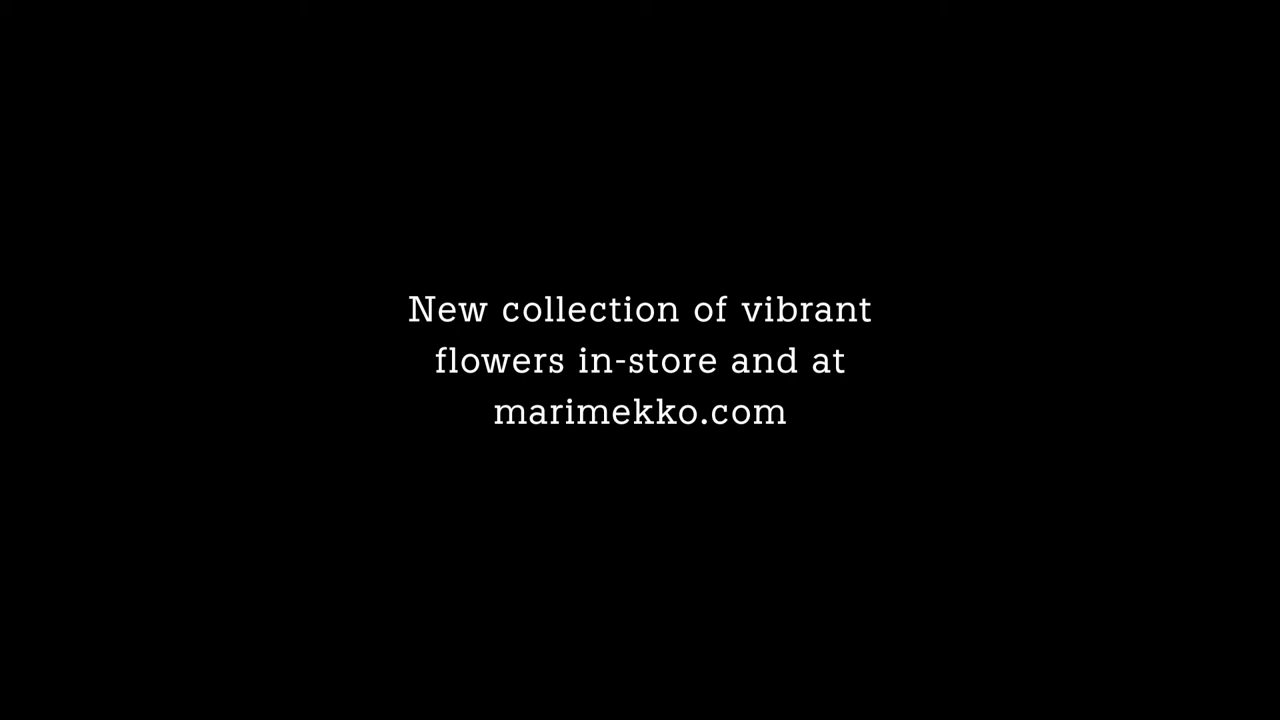 New collection of vibrant
flowers in-store and at
marimekko.com